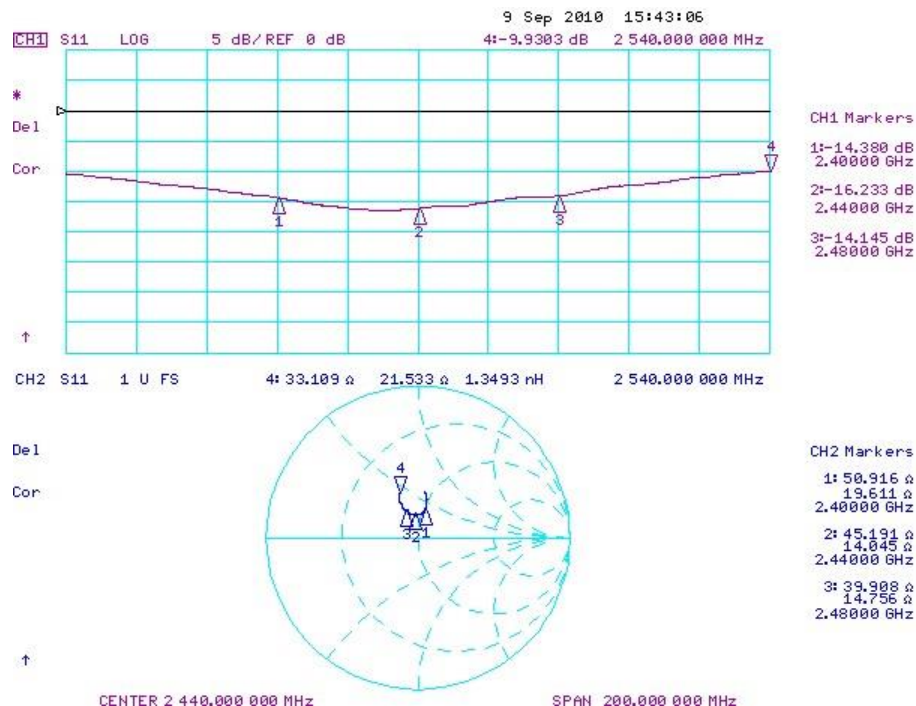 9 Sep 2010 15:43:06
CH1 S11 LOG 5 dB/REF 0 dB 4:-9.9303 dB 2 540.000 000 MHz
*
Del
Cor
CH1 Markers
1:-14.380 dB
2.40000 GHz
2:-16.233 dB
2.44000 GHz
3:-14.145 dB
2.48000 GHz
1
2
3
4
↑
CH2 S11 1 U FS 4: 33.109 Ω 21.533 Ω 1.3493 nH 2 540.000 000 MHz
Del
Cor
CH2 Markers
1: 50.916 Ω
19.611 Ω
2.40000 GHz
2: 45.191 Ω
14.045 Ω
2.44000 GHz
3: 39.908 Ω
14.756 Ω
2.48000 GHz
4
3
2
1
↑
CENTER 2 440.000 000 MHz SPAN 200.000 000 MHz